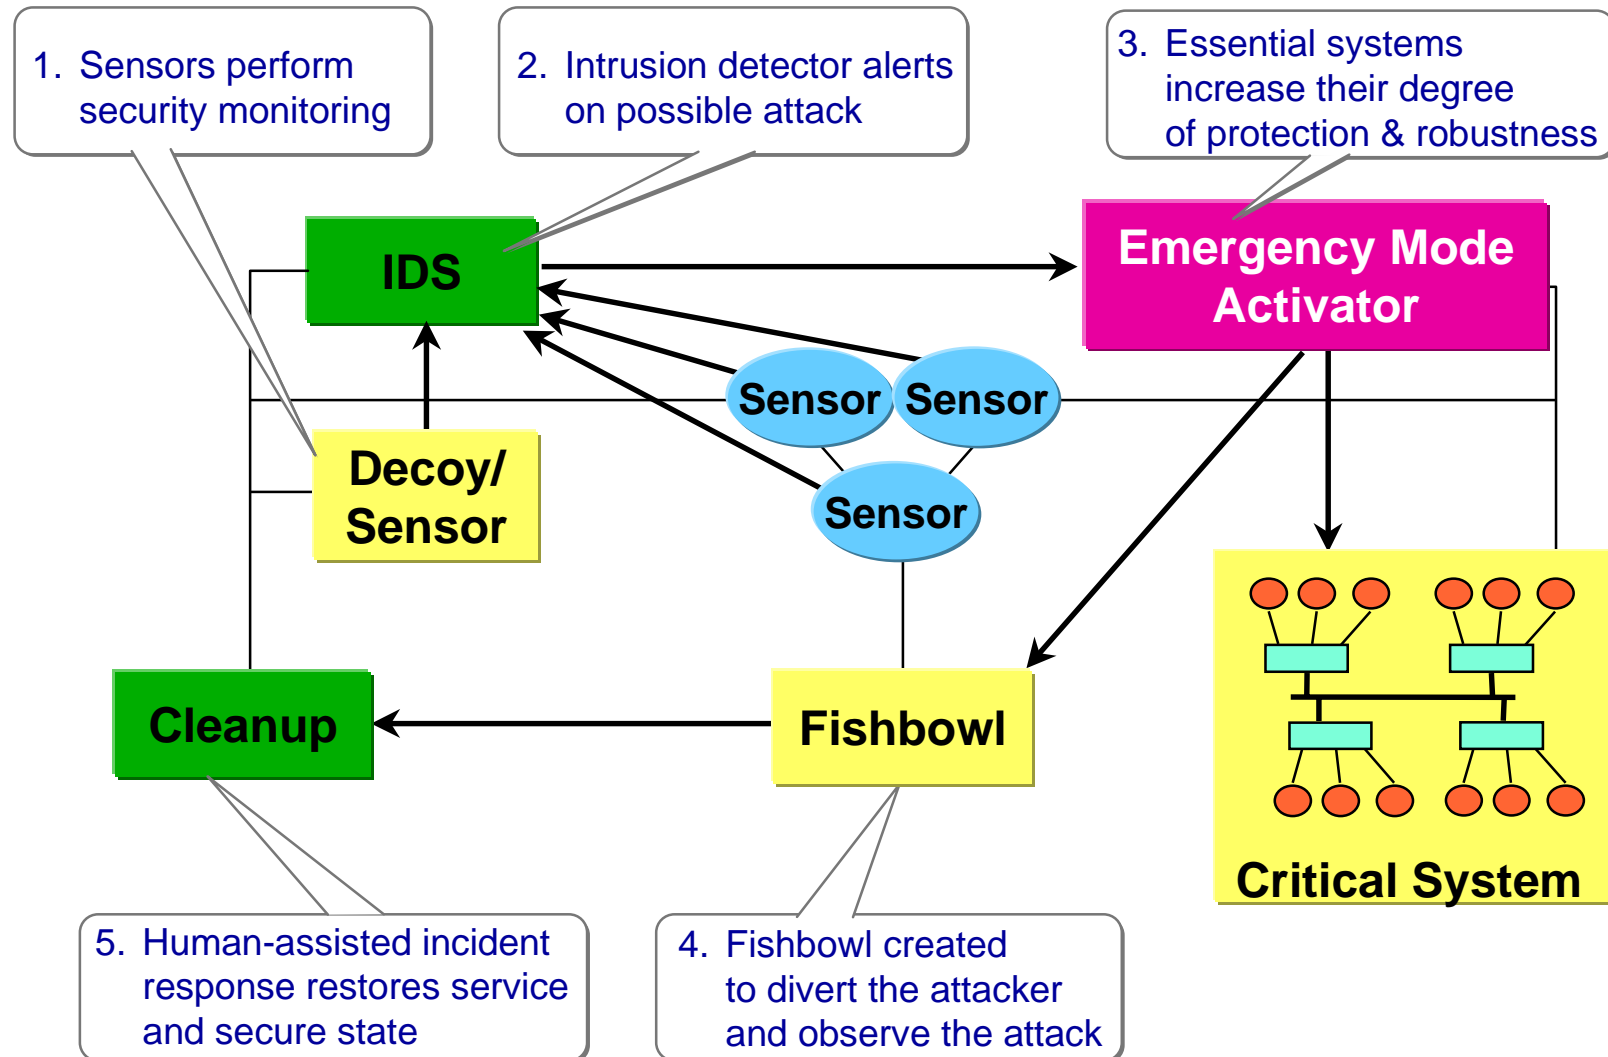 1. Sensors perform
security monitoring
2. Intrusion detector alerts
on possible attack
3. Essential systems
increase their degree
of protection & robustness
IDS
Emergency Mode
Activator
Sensor
Sensor
Decoy/
Sensor
Sensor
Cleanup
Fishbowl
Critical System
5. Human-assisted incident
response restores service
and secure state
4. Fishbowl created
to divert the attacker
and observe the attack